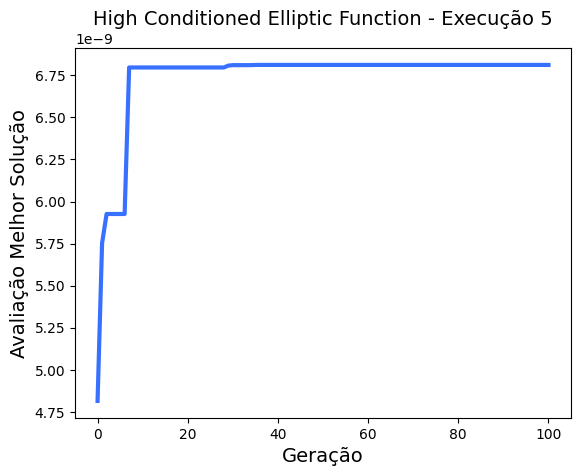 High Conditioned Elliptic Function - Execução 5
1e−9
6.75
6.50
6.25
6.00
5.75
5.50
5.25
5.00
4.75
Avaliação Melhor Solução
0 20 40 60 80 100
Geração